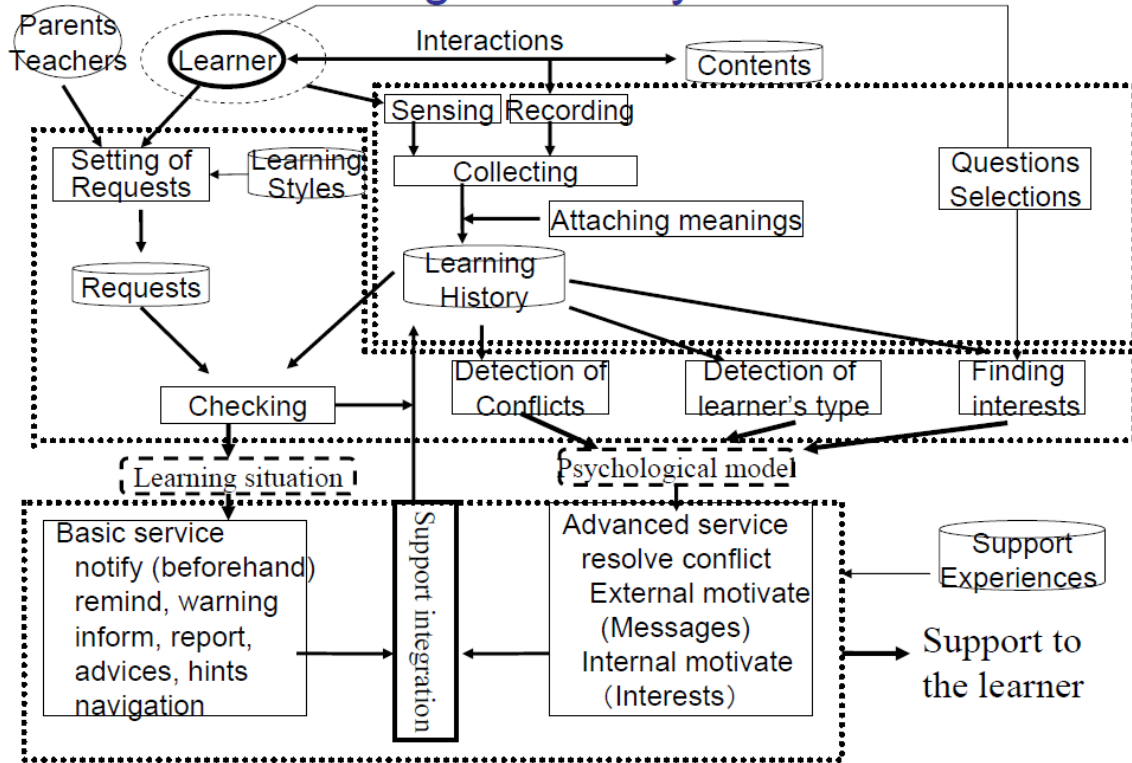 Parents
Teachers
Learner
Interactions
Contents
Sensing
Recording
Setting of
Requests
Learning
Styles
Collecting
Questions
Selections
Attaching meanings
Requests
Learning
History
Checking
Detection of
Conflicts
Detection of
learner's type
Finding
interests
Learning situation
Psychological model
Basic service
notify (beforehand)
remind, warning
inform, report,
advices, hints
navigation
Support integration
Advanced service
resolve conflict
External motivate
(Messages)
Internal motivate
（Interests）
Support
Experiences
Support to
the learner